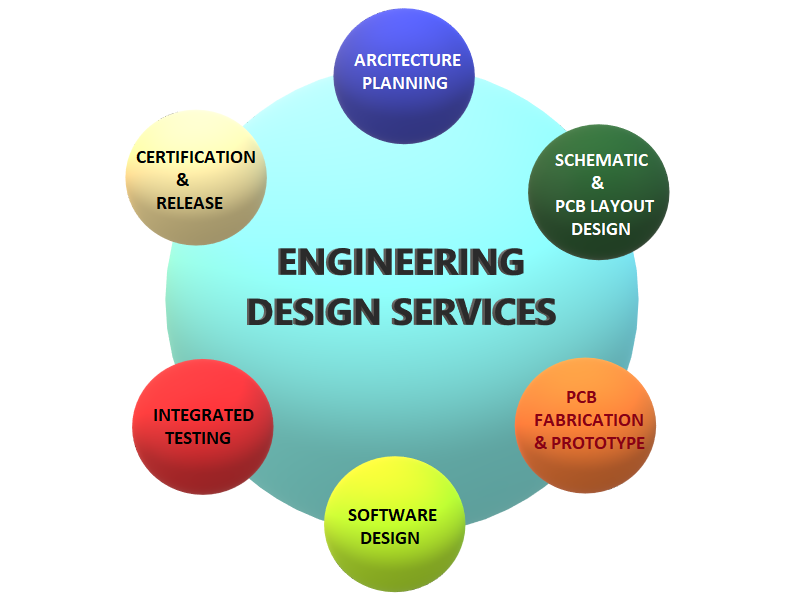 ARCITECTURE
PLANNING
CERTIFICATION
&
RELEASE
SCHEMATIC
&
PCB LAYOUT
DESIGN
ENGINEERING
DESIGN SERVICES
INTEGRATED
TESTING
PCB
FABRICATION
& PROTOTYPE
SOFTWARE
DESIGN